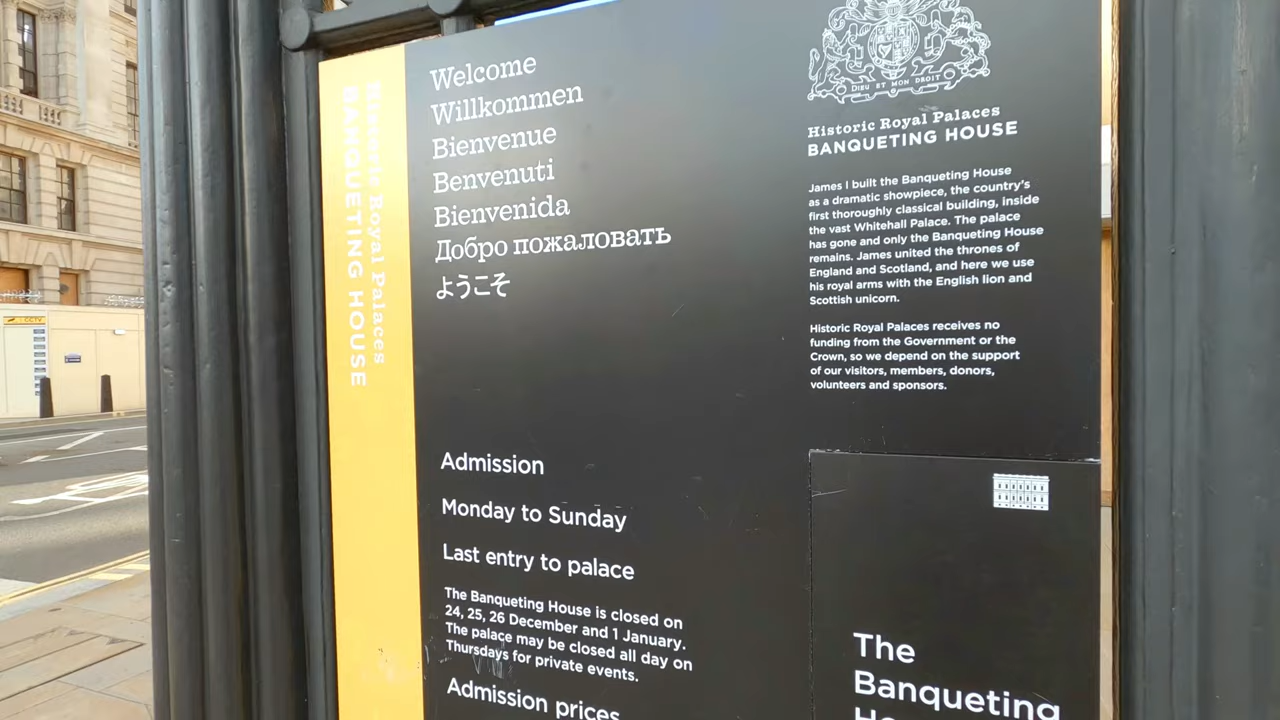 Historic Royal Palaces
BANQUETING HOUSE
Welcome
Willkommen
Bienvenue
Benvenuti
Bienvenida
Добро пожаловать
ようこそ
Admission
Monday to Sunday
Last entry to palace
The Banqueting House is closed on
24, 25, 26 December and 1 January.
The palace may be closed all day on
Thursdays for private events.
Admission prices
DIEU ET MON DROIT
Historic Royal Palaces
BANQUETING HOUSE
James I built the Banqueting House
as a dramatic showpiece, the country's
first thoroughly classical building, inside
the vast Whitehall Palace. The palace
has gone and only the Banqueting House
remains. James united the thrones of
England and Scotland, and here we use
his royal arms with the English lion and
Scottish unicorn.
Historic Royal Palaces receives no
funding from the Government or the
Crown, so we depend on the support
of our visitors, members, donors,
volunteers and sponsors.
The
Banqueting
CCTV